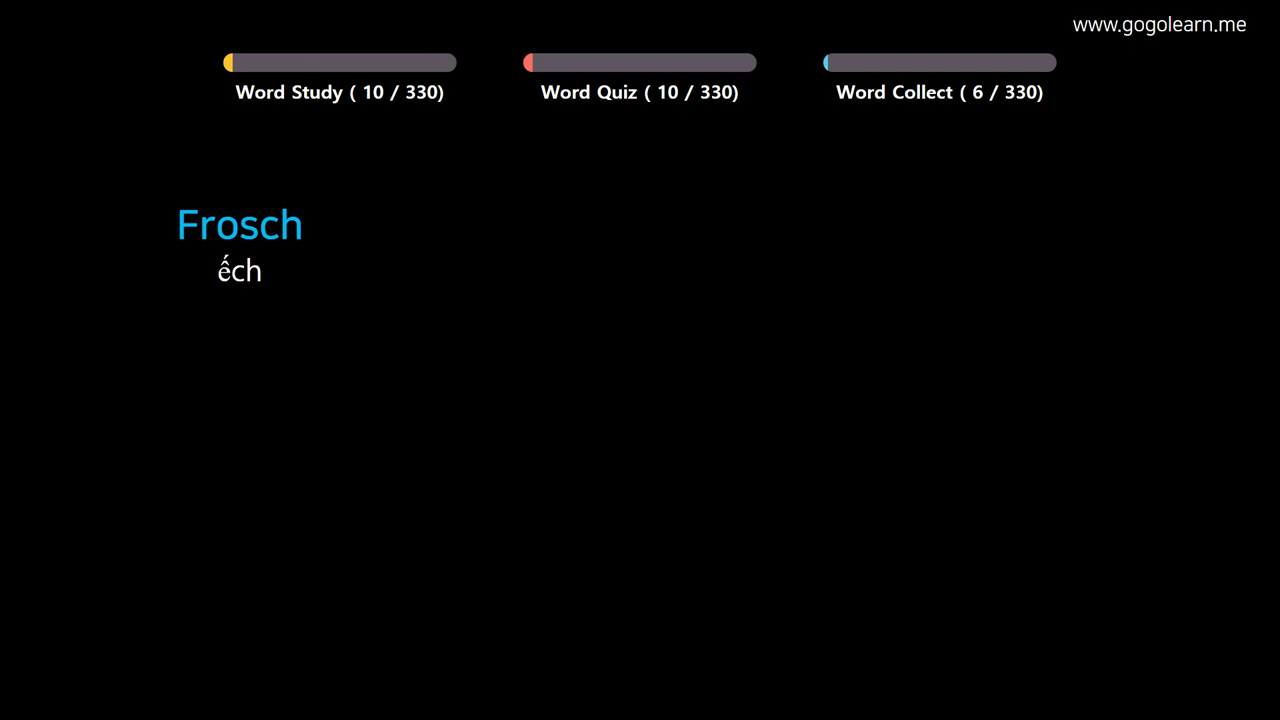 www.gogolearn.me
Word Study ( 10 / 330)
Word Quiz ( 10 / 330)
Word Collect ( 6 / 330)
Frosch
ếch